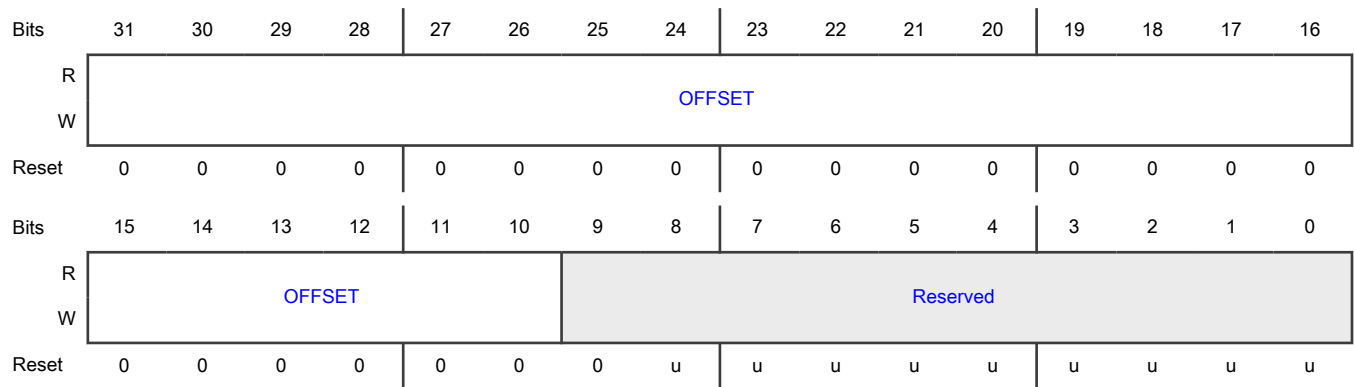 Bits 31 30 29 28 27 26 25 24 23 22 21 20 19 18 17 16
R
OFFSET
W
Reset 0 0 0 0 0 0 0 0 0 0 0 0 0 0 0 0
Bits 15 14 13 12 11 10 9 8 7 6 5 4 3 2 1 0
R
OFFSET Reserved
W
Reset 0 0 0 0 0 0 0 u u u u u u u u u